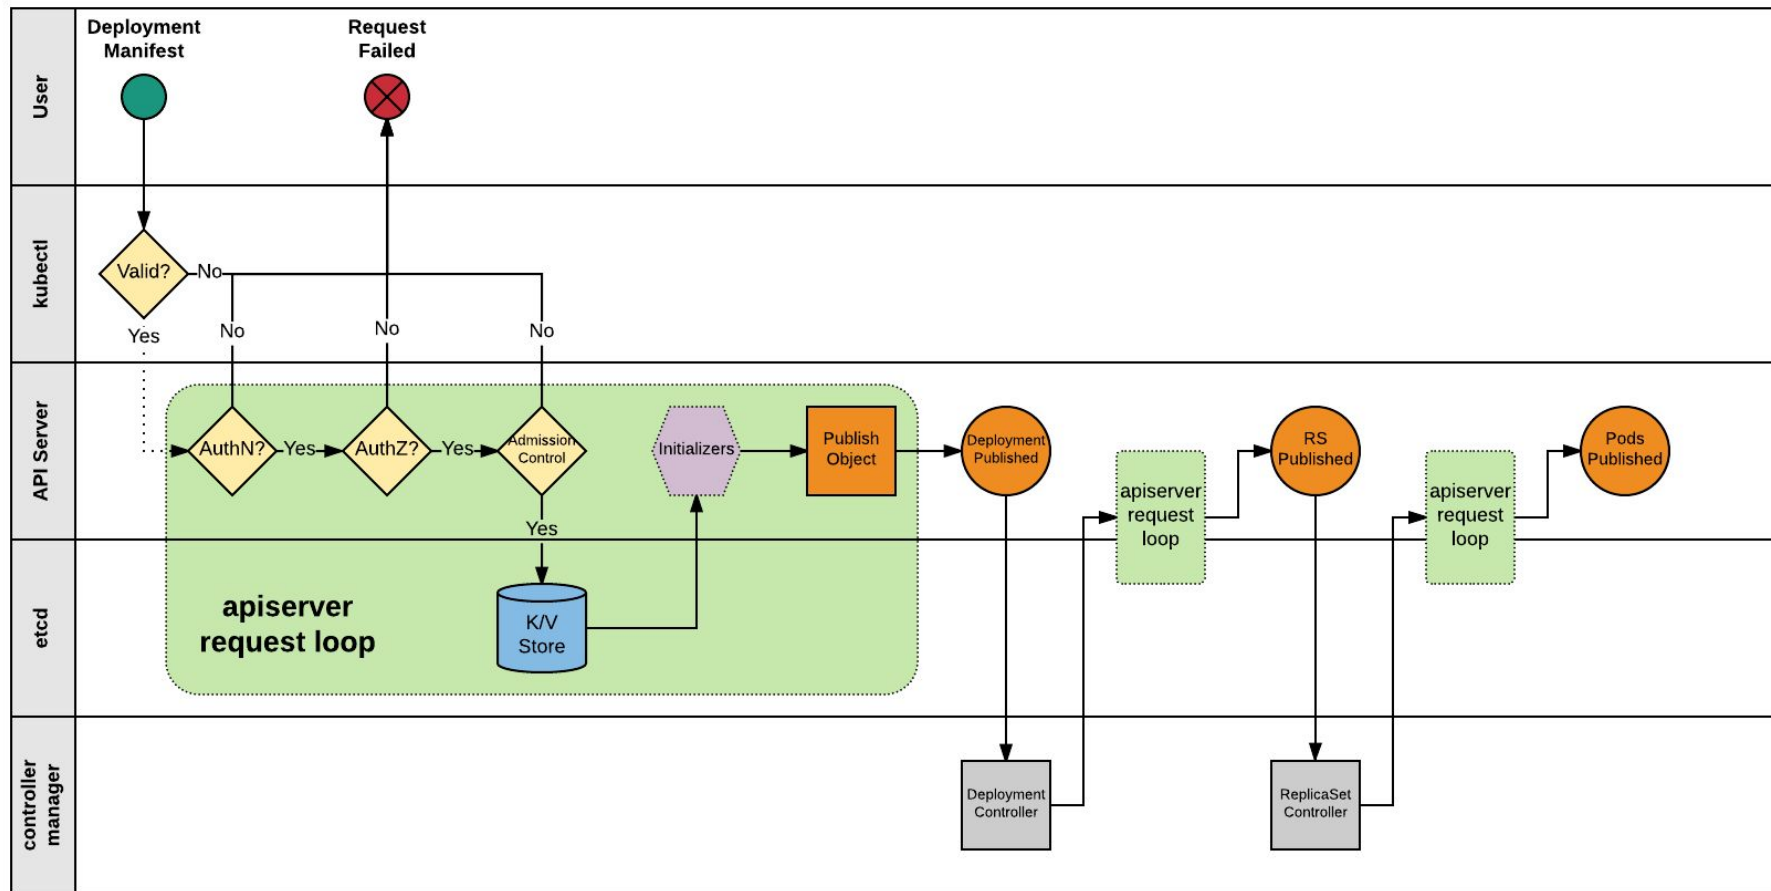 Deployment
Manifest
Request
Failed
User
kubectl
Valid?
No
Yes
No
No
No
API Server
AuthN?
Yes
AuthZ?
Yes
Admission
Control
Yes
Initializers
Publish
Object
Deployment
Published
apiserver
request
loop
RS
Published
apiserver
request
loop
Pods
Published
etcd
apiserver
request loop
K/V
Store
controller
manager
Deployment
Controller
ReplicaSet
Controller